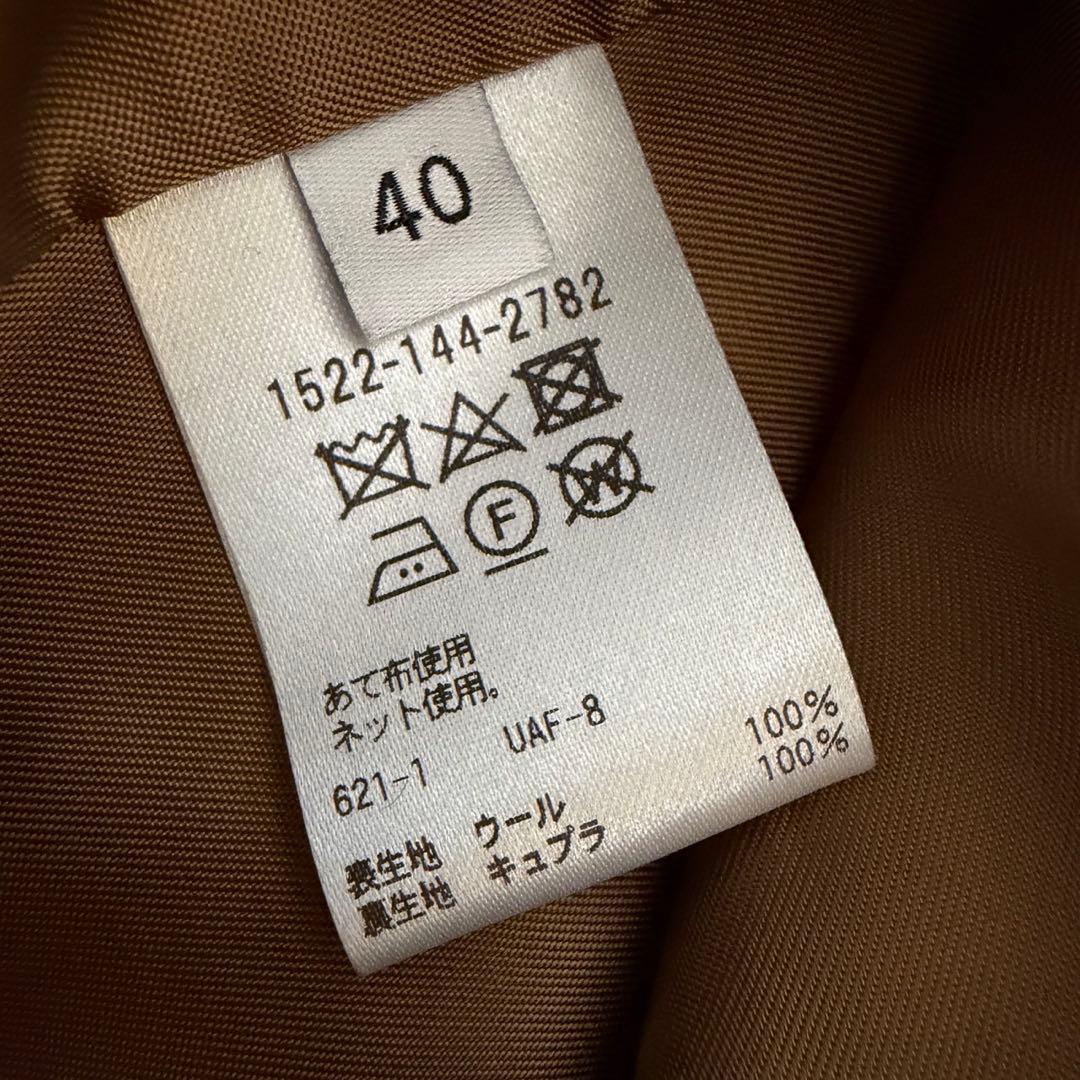 40
1522-144-2782
F W
あて布使用
ネット使用。
621-1 UAF-8
表生地 ウール 100%
裏生地 キュプラ 100%